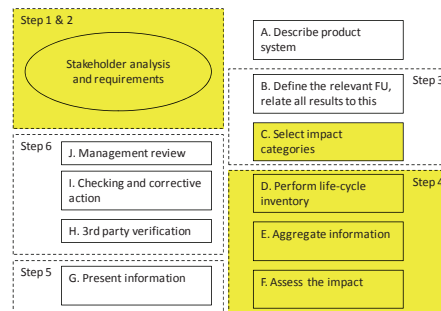 Step 1 & 2
Stakeholder analysis
and requirements
A. Describe product
system
Step 3
B. Define the relevant FU,
relate all results to this
C. Select impact
categories
Step 4
D. Perform life-cycle
inventory
E. Aggregate information
F. Assess the impact
Step 5
G. Present information
Step 6
J. Management review
I. Checking and corrective
action
H. 3rd party verification